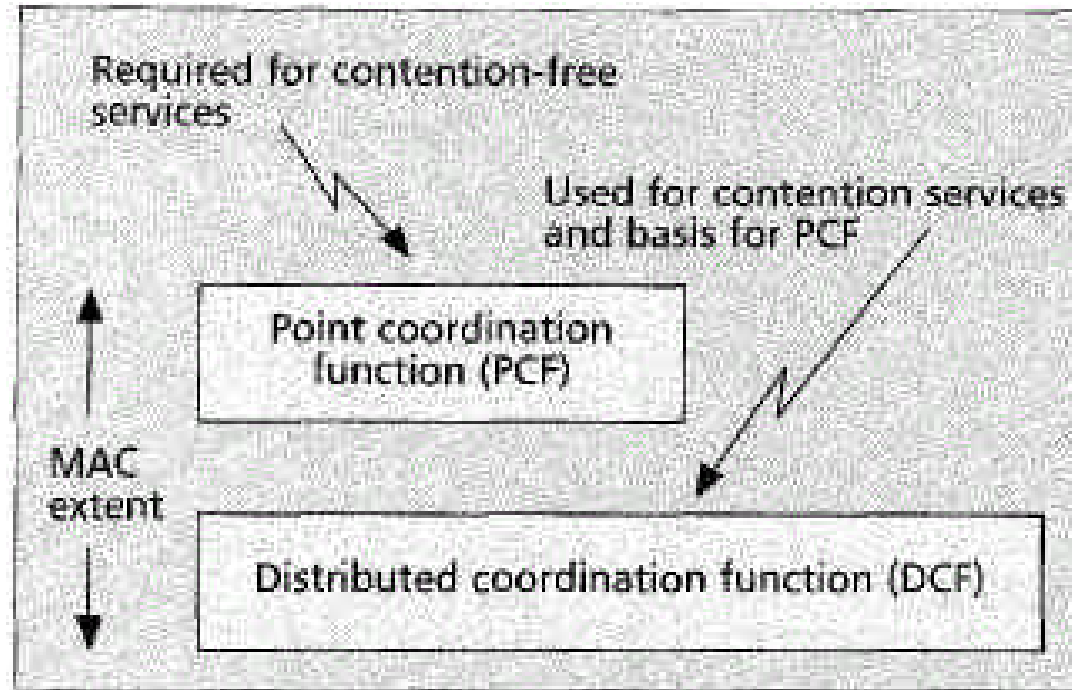 Required for contention-free
services
Used for contention services
and basis for PCF
Point coordination
function (PCF)
MAC
extent
Distributed coordination function (DCF)